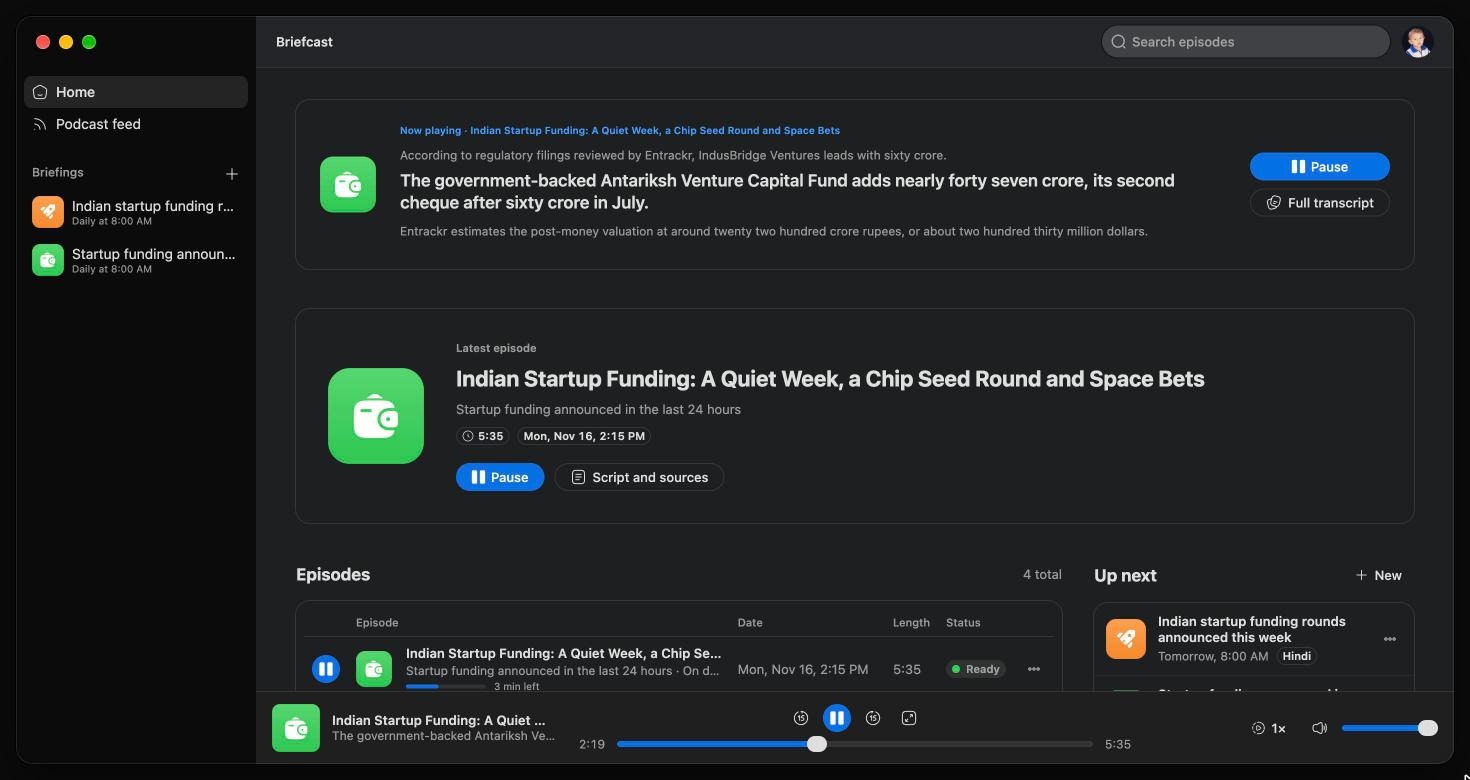 Briefcast
Search episodes
Home
Podcast feed
Briefings
Indian startup funding r...
Daily at 8:00 AM
Startup funding announ...
Daily at 8:00 AM
Now playing · Indian Startup Funding: A Quiet Week, a Chip Seed Round and Space Bets
According to regulatory filings reviewed by Entrackr, IndusBridge Ventures leads with sixty crore.
The government-backed Antariksh Venture Capital Fund adds nearly forty seven crore, its second
cheque after sixty crore in July.
Entrackr estimates the post-money valuation at around twenty two hundred crore rupees, or about two hundred thirty million dollars.
Pause
Full transcript
Latest episode
Indian Startup Funding: A Quiet Week, a Chip Seed Round and Space Bets
Startup funding announced in the last 24 hours
5:35 Mon, Nov 16, 2:15 PM
Pause Script and sources
Episodes 4 total
Episode Date Length Status
Indian Startup Funding: A Quiet Week, a Chip Se...
Startup funding announced in the last 24 hours · On d...
3 min left
Mon, Nov 16, 2:15 PM 5:35 Ready
Up next + New
Indian startup funding rounds
announced this week
Tomorrow, 8:00 AM Hindi
Indian Startup Funding: A Quiet ...
The government-backed Antariksh Ve...
15 15
2:19 5:35
1x